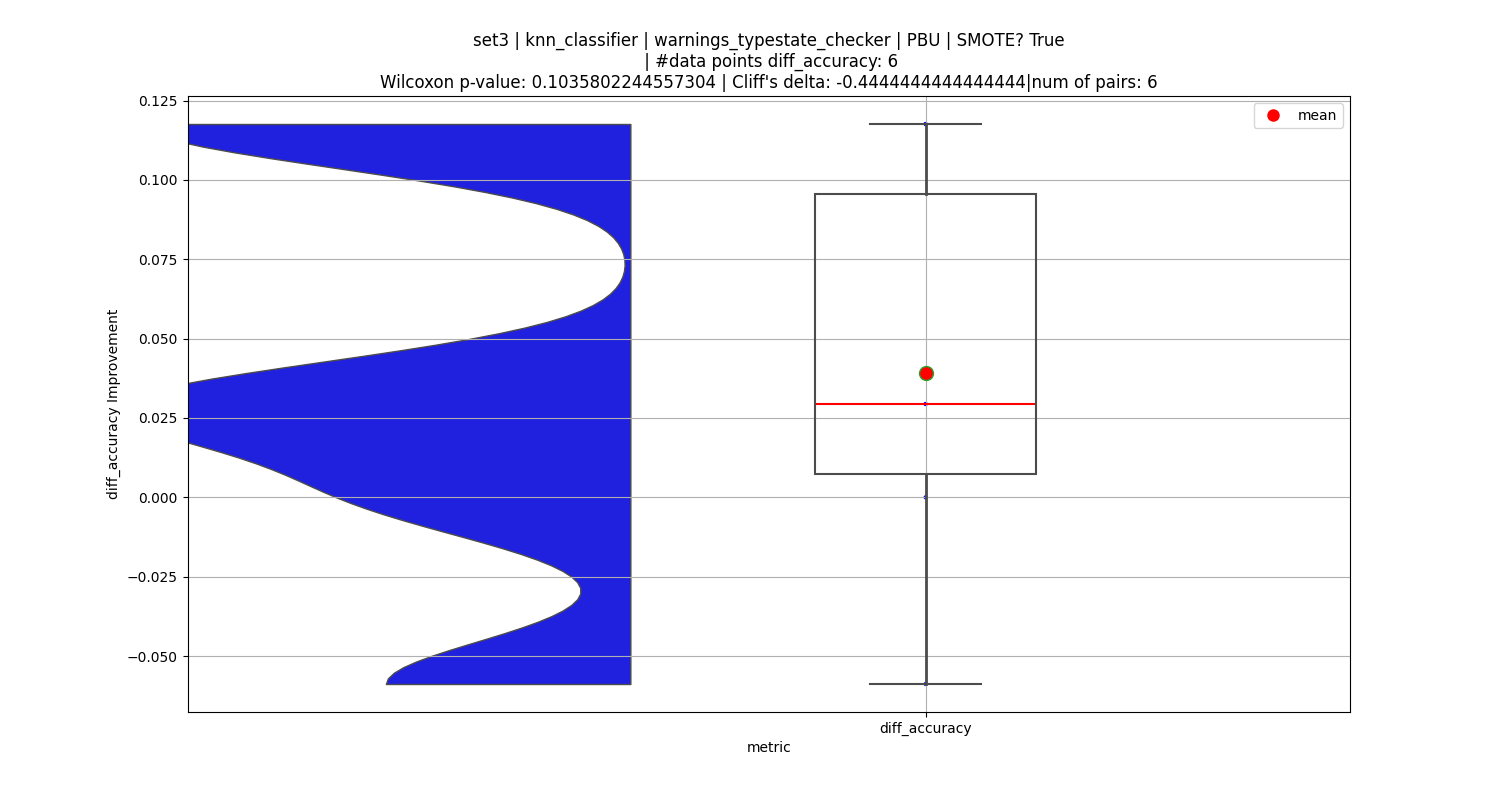 set3 | knn_classifier | warnings_typestate_checker | PBU | SMOTE? True
| #data points diff_accuracy: 6
Wilcoxon p-value: 0.1035802244557304 | Cliff's delta: -0.4444444444444444|num of pairs: 6
mean
0.125
0.100
0.075
0.050
0.025
0.000
−0.025
−0.050
diff_accuracy Improvement
diff_accuracy
metric